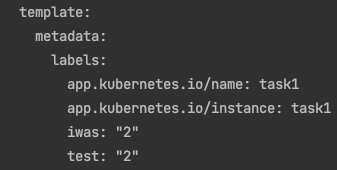 template:
  metadata:
    labels:
      app.kubernetes.io/name: task1
      app.kubernetes.io/instance: task1
      iwas: "2"
      test: "2"